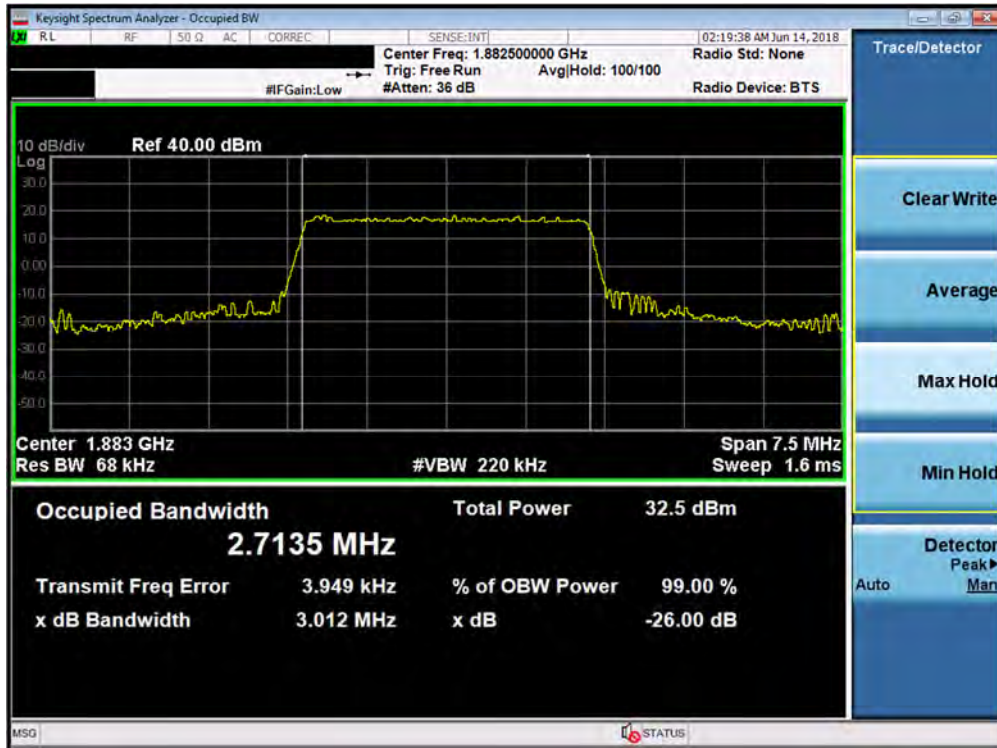 Keysight Spectrum Analyzer - Occupied BW
LXI RL RF 50 Ω AC CORREC SENSE:INT 02:19:38 AM Jun 14, 2018
Center Freq: 1.882500000 GHz Radio Std: None
Trig: Free Run Avg|Hold: 100/100
#IFGain:Low #Atten: 36 dB Radio Device: BTS
10 dB/div Ref 40.00 dBm
Log
30.0
20.0
10.0
0.00
-10.0
-20.0
-30.0
-40.0
-50.0
Center 1.883 GHz Span 7.5 MHz
Res BW 68 kHz #VBW 220 kHz Sweep 1.6 ms
Occupied Bandwidth Total Power 32.5 dBm
2.7135 MHz
Transmit Freq Error 3.949 kHz % of OBW Power 99.00 %
x dB Bandwidth 3.012 MHz x dB -26.00 dB
MSG STATUS
Trace/Detector
Clear Write
Average
Max Hold
Min Hold
Detector
Peak▶
Auto Man